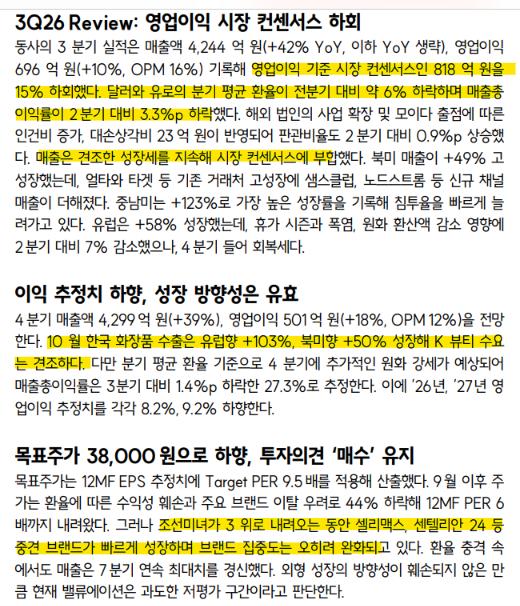 3Q26 Review: 영업이익 시장 컨센서스 하회
동사의 3 분기 실적은 매출액 4,244 억 원(+42% YoY, 이하 YoY 생략), 영업이익
696 억 원(+10%, OPM 16%) 기록해 영업이익 기준 시장 컨센서스인 818 억 원을
15% 하회했다. 달러와 유로의 분기 평균 환율이 전분기 대비 약 6% 하락하며 매출총
이익률이 2 분기 대비 3.3%p 하락했다. 해외 법인의 사업 확장 및 모이다 출점에 따른
인건비 증가, 대손상각비 23 억 원이 반영되어 판관비율도 2 분기 대비 0.9%p 상승했
다. 매출은 견조한 성장세를 지속해 시장 컨센서스에 부합했다. 북미 매출이 +49% 고
성장했는데, 얼타와 타겟 등 기존 거래처 고성장에 샘스클럽, 노드스트롬 등 신규 채널
매출이 더해졌다. 중남미는 +123%로 가장 높은 성장률을 기록해 침투율을 빠르게 늘
려가고 있다. 유럽은 +58% 성장했는데, 휴가 시즌과 폭염, 원화 환산액 감소 영향에
2 분기 대비 7% 감소했으나, 4 분기 들어 회복세다.
이익 추정치 하향, 성장 방향성은 유효
4 분기 매출액 4,299 억 원(+39%), 영업이익 501 억 원(+18%, OPM 12%)을 전망
한다. 10 월 한국 화장품 수출은 유럽향 +103%, 북미향 +50% 성장해 K 뷰티 수요
는 견조하다. 다만 분기 평균 환율 기준으로 4 분기에 추가적인 원화 강세가 예상되어
매출총이익률은 3 분기 대비 1.4%p 하락한 27.3%로 추정한다. 이에 '26 년, '27 년 영
업이익 추정치를 각각 8.2%, 9.2% 하향한다.
목표주가 38,000 원으로 하향, 투자의견 '매수' 유지
목표주가는 12MF EPS 추정치에 Target PER 9.5 배를 적용해 산출했다. 9 월 이후 주
가는 환율에 따른 수익성 훼손과 주요 브랜드 이탈 우려로 44% 하락해 12MF PER 6
배까지 내려왔다. 그러나 조선미녀가 3 위로 내려오는 동안 셀리맥스, 센텔리안 24 등
중견 브랜드가 빠르게 성장하며 브랜드 집중도는 오히려 완화되고 있다. 환율 충격 속
에서도 매출은 7 분기 연속 최대치를 경신했다. 외형 성장의 방향성이 훼손되지 않은 만
큼 현재 밸류에이션은 과도한 저평가 구간이라고 판단한다.